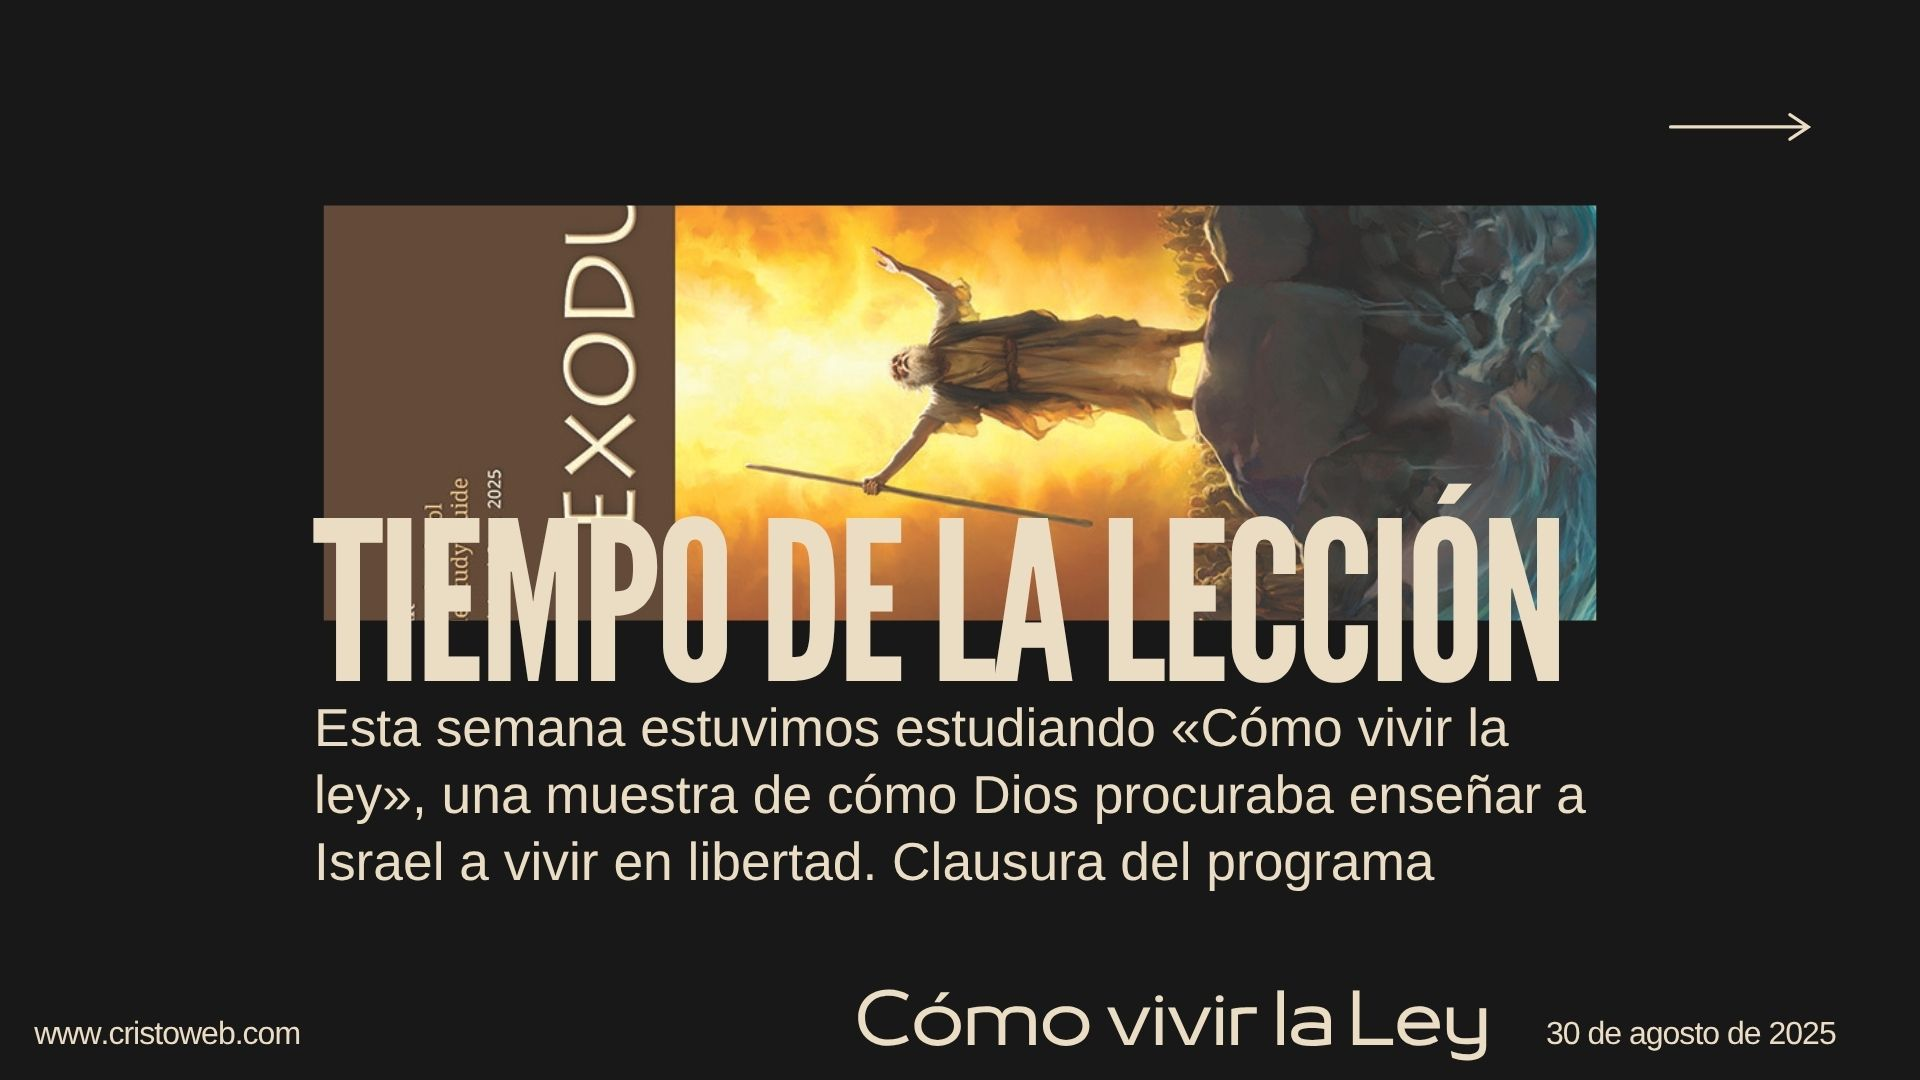 EXODU
2025
TIEMPO DE LA LECCIÓN
Esta semana estuvimos estudiando «Cómo vivir la
ley», una muestra de cómo Dios procuraba enseñar a
Israel a vivir en libertad. Clausura del programa
www.cristoweb.com
Cómo vivir la Ley
30 de agosto de 2025